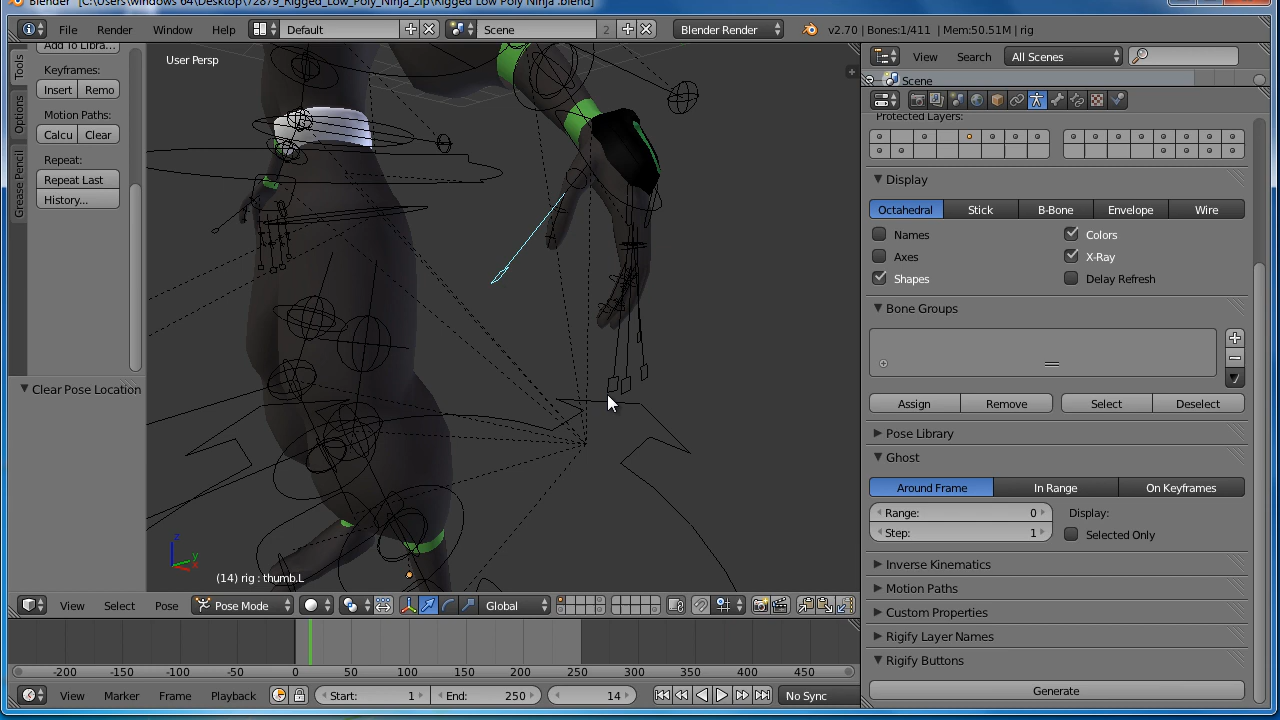 Blender [C:\Users\windows 64\Desktop\72879_Rigged_Low_Poly_Ninja_zip\Rigged Low Poly Ninja .blend]
File Render Window Help Default Scene 2 Blender Render v2.70 | Bones:1/411 | Mem:50.51M | rig
Add To Libra...
Keyframes:
Insert Remo
Motion Paths:
Calcu Clear
Repeat:
Repeat Last
History...
Clear Pose Location
Tools
Options
Grease Pencil
User Persp
z
y
x
(14) rig : thumb.L
View Select Pose Pose Mode Global
-200 -150 -100 -50 0 50 100 150 200 250 300 350 400 450
View Marker Frame Playback Start: 1 End: 250 14 No Sync
View Search All Scenes
Scene
Protected Layers:
Display
Octahedral Stick B-Bone Envelope Wire
Names Colors
Axes X-Ray
Shapes Delay Refresh
Bone Groups
Assign Remove Select Deselect
Pose Library
Ghost
Around Frame In Range On Keyframes
Range: 0 Display:
Step: 1 Selected Only
Inverse Kinematics
Motion Paths
Custom Properties
Rigify Layer Names
Rigify Buttons
Generate